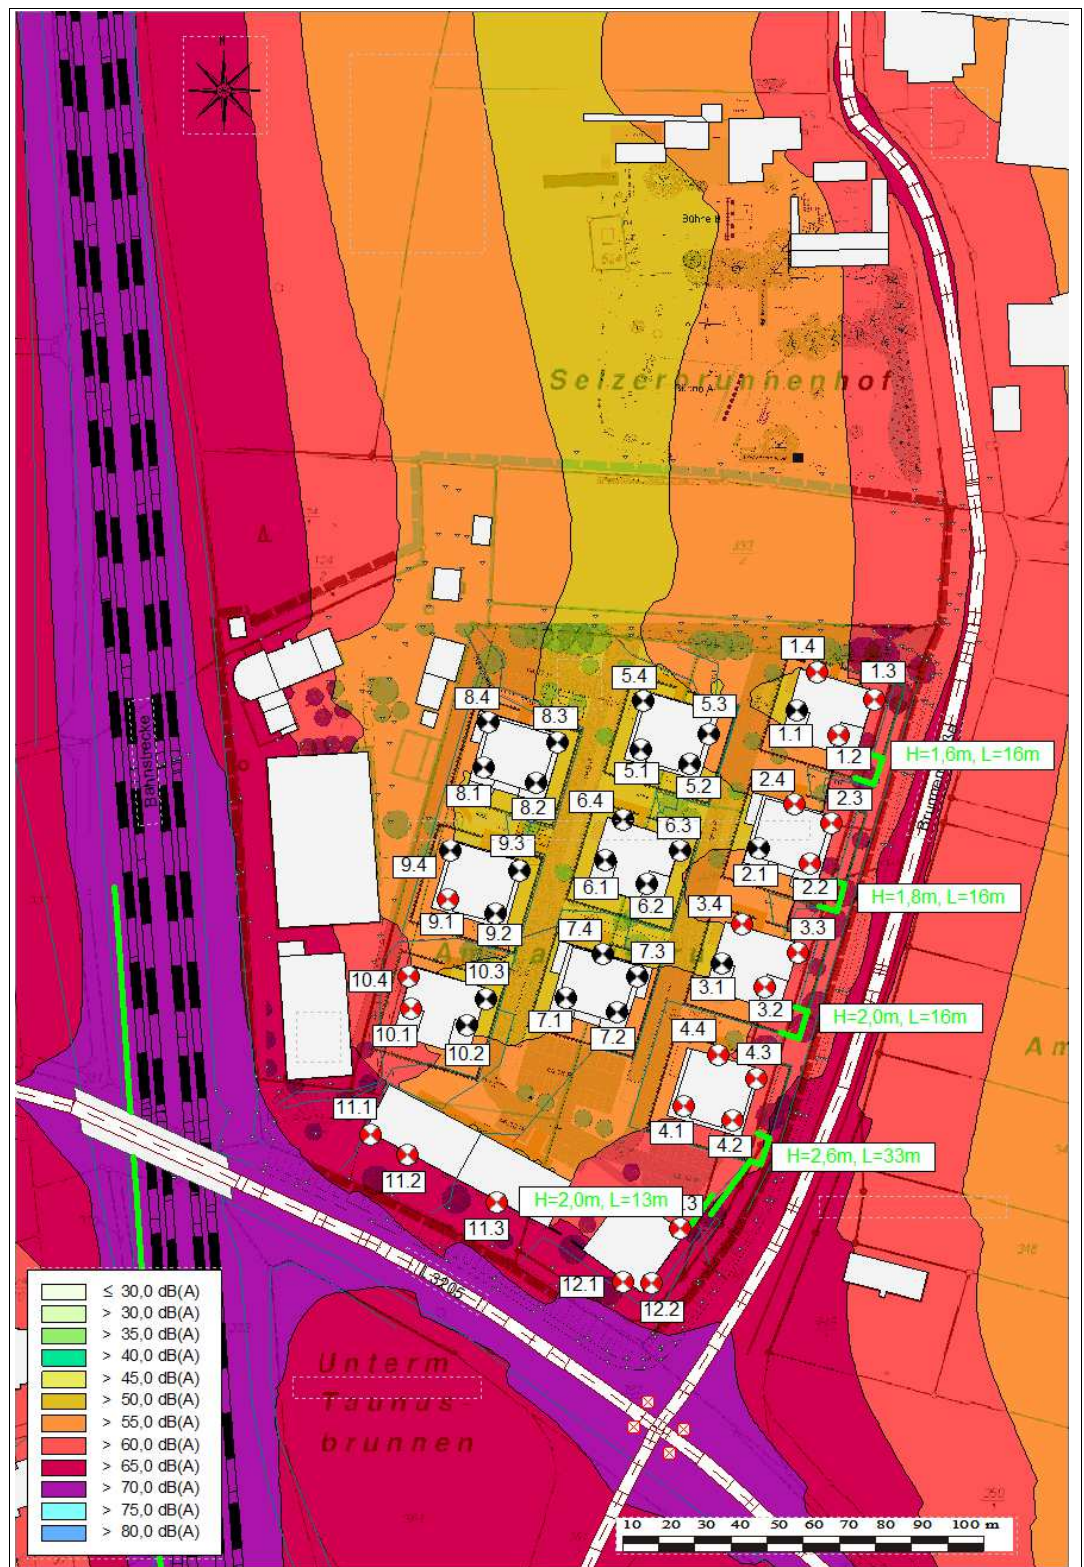 N
Bühne B
Selzerbrunnenhof
Bahnstrecke
1.4
1.3
1.1
1.2
H=1,6m, L=16m
5.4
5.3
5.1
5.2
8.4
8.3
8.1
8.2
2.4
2.3
2.1
2.2
H=1,8m, L=16m
6.4
6.3
6.1
6.2
9.4
9.3
9.1
9.2
3.4
3.3
3.1
3.2
H=2,0m, L=16m
7.4
7.3
7.1
7.2
10.4
10.3
10.1
10.2
4.4
4.3
4.1
4.2
H=2,6m, L=33m
11.1
11.2
11.3
H=2,0m, L=13m
12.1
12.2
L 3205
Unterm
Taunus
brunnen
≤ 30,0 dB(A)
> 30,0 dB(A)
> 35,0 dB(A)
> 40,0 dB(A)
> 45,0 dB(A)
> 50,0 dB(A)
> 55,0 dB(A)
> 60,0 dB(A)
> 65,0 dB(A)
> 70,0 dB(A)
> 75,0 dB(A)
> 80,0 dB(A)
10 20 30 40 50 60 70 80 100 m